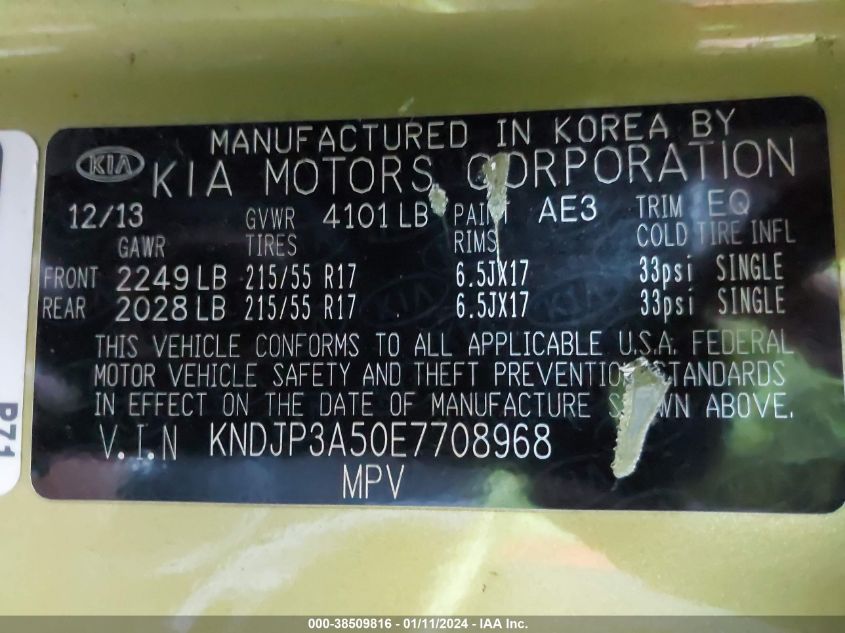 MANUFACTURED IN KOREA BY
KIA KIA MOTORS CORPORATION
12/13 GVWR 4101 LB PAINT AE3 TRIM EQ
GAWR TIRES RIMS COLD TIRE INFL
FRONT 2249 LB 215/55 R17 6.5JX17 33psi SINGLE
REAR 2028 LB 215/55 R17 6.5JX17 33psi SINGLE
THIS VEHICLE CONFORMS TO ALL APPLICABLE U.S.A. FEDERAL
MOTOR VEHICLE SAFETY AND THEFT PREVENTION STANDARDS
IN EFFECT ON THE DATE OF MANUFACTURE SHOWN ABOVE.
V.I.N KNDJP3A50E7708968
MPV
000-38509816 - 01/11/2024 - IAA Inc.